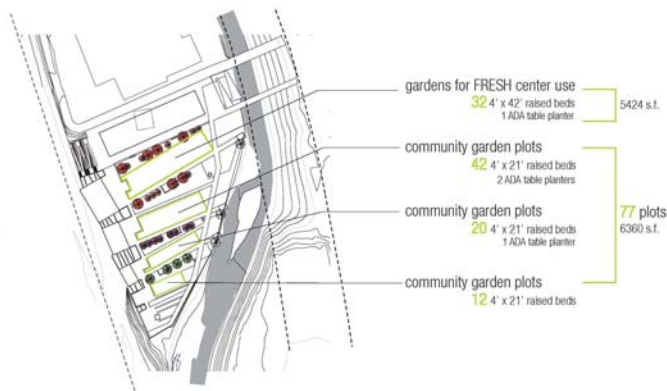 gardens for FRESH center use
32 4' x 42' raised beds
1 ADA table planter
5424 s.f.
community garden plots
42 4' x 21' raised beds
2 ADA table planters
community garden plots
20 4' x 21' raised beds
1 ADA table planter
77 plots
6360 s.f.
community garden plots
12 4' x 21' raised beds